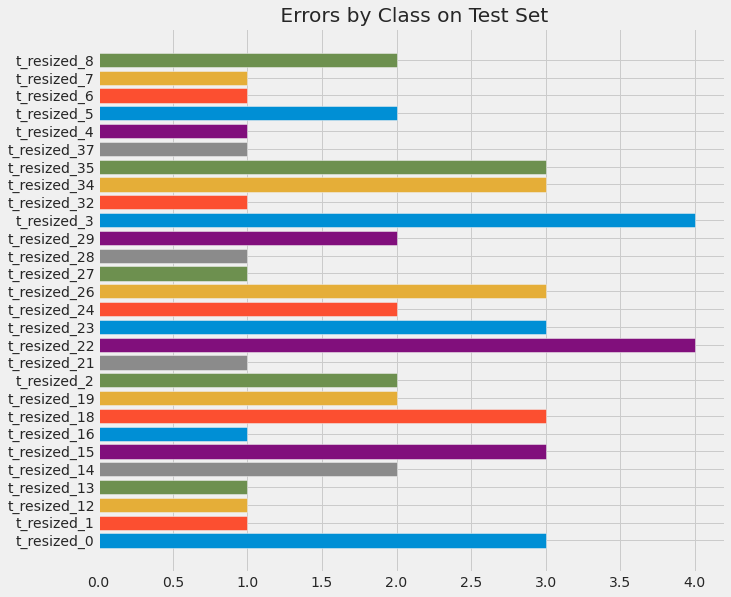 Errors by Class on Test Set
t_resized_8
t_resized_7
t_resized_6
t_resized_5
t_resized_4
t_resized_37
t_resized_35
t_resized_34
t_resized_32
t_resized_3
t_resized_29
t_resized_28
t_resized_27
t_resized_26
t_resized_24
t_resized_23
t_resized_22
t_resized_21
t_resized_2
t_resized_19
t_resized_18
t_resized_16
t_resized_15
t_resized_14
t_resized_13
t_resized_12
t_resized_1
t_resized_0
0.0 0.5 1.0 1.5 2.0 2.5 3.0 3.5 4.0